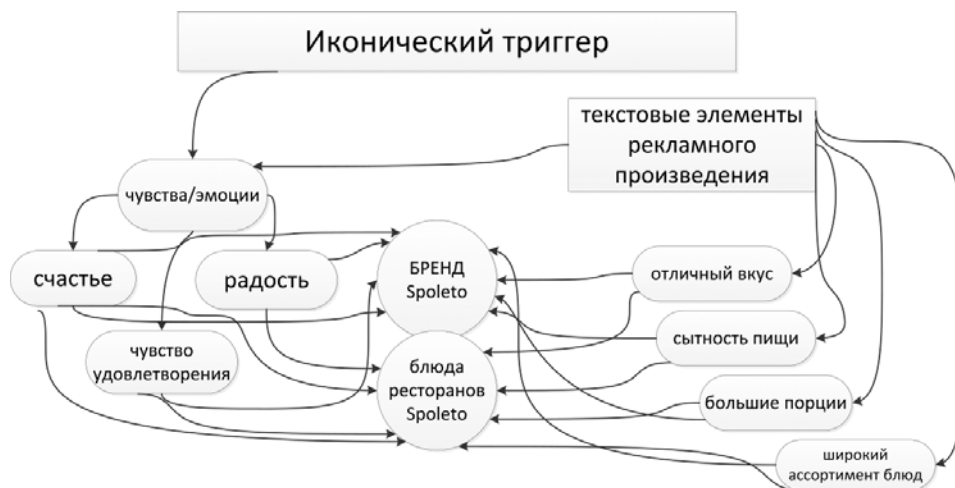 Иконический триггер
текстовые элементы
рекламного
произведения
чувства/эмоции
счастье
радость
БРЕНД
Spoleto
отличный вкус
чувство
удовлетворения
блюда
ресторанов
Spoleto
сытность пищи
большие порции
широкий
ассортимент блюд